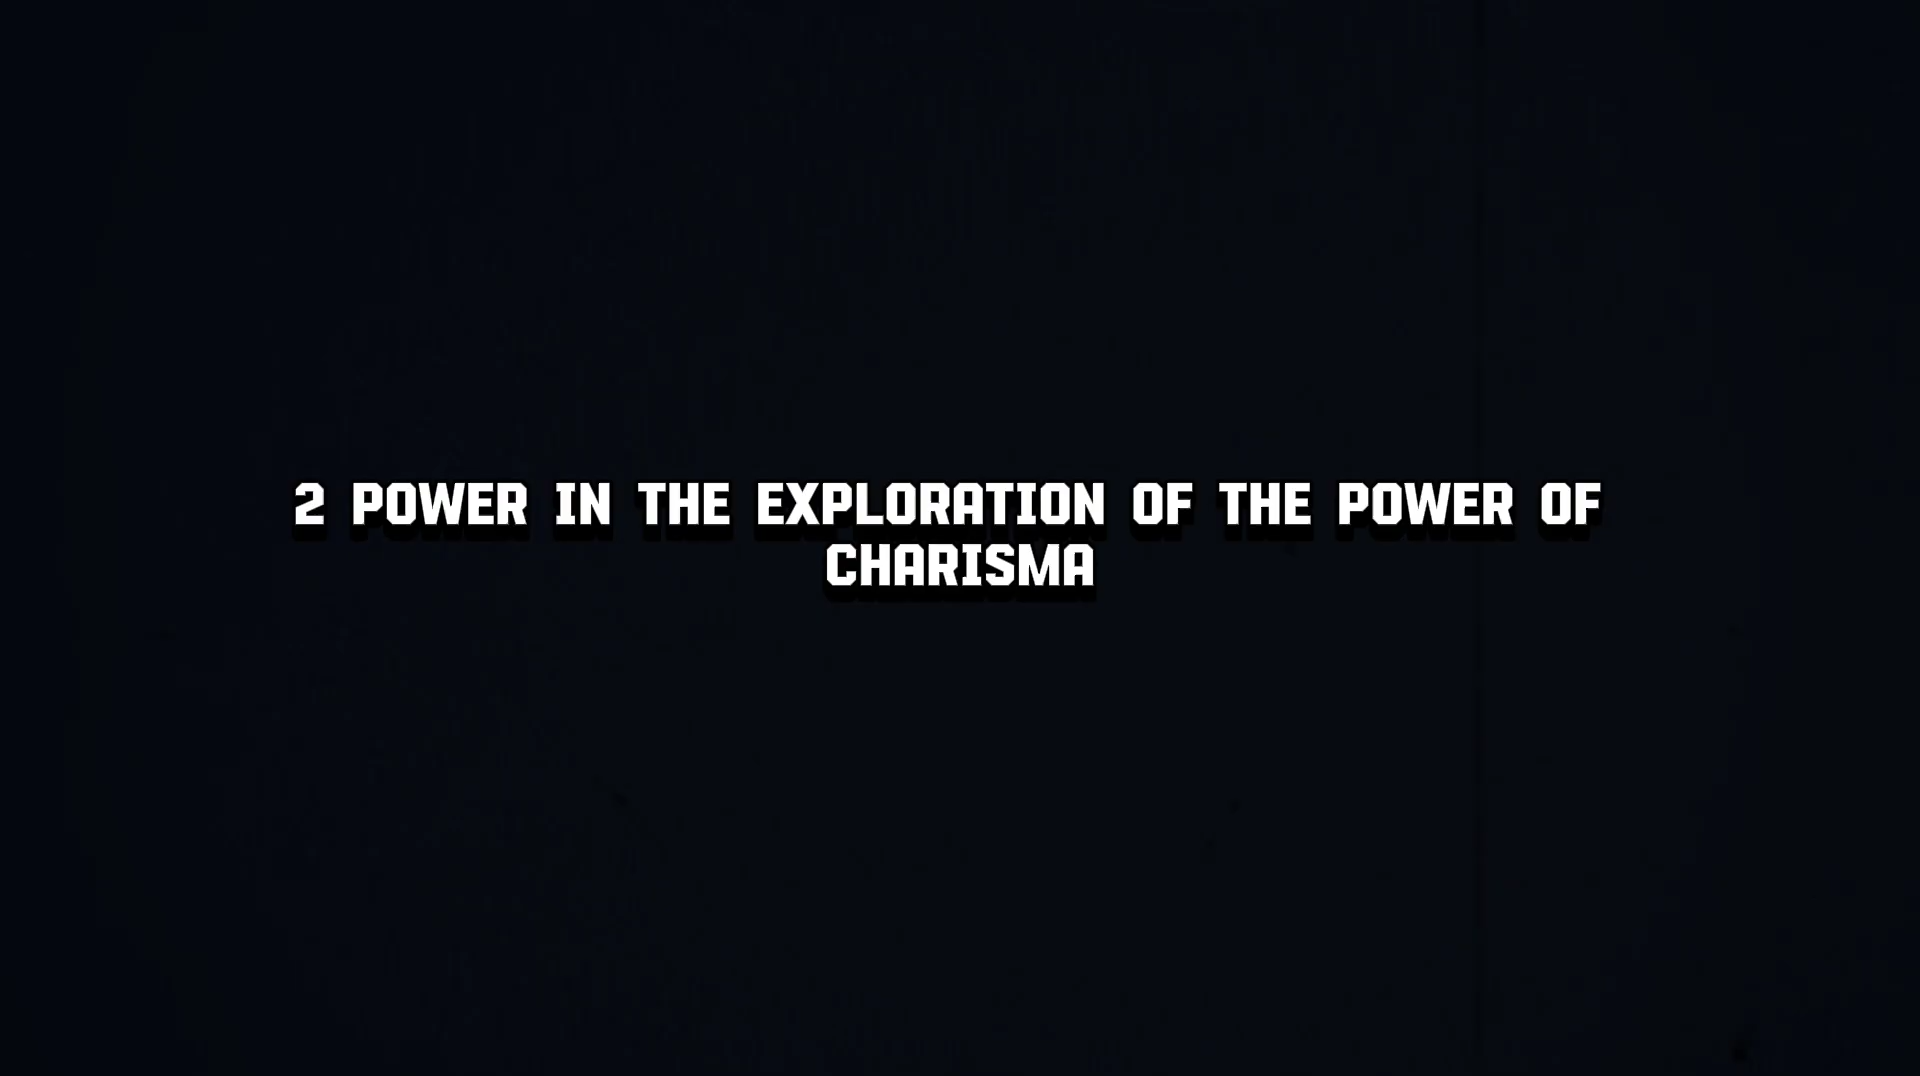 2 POWER IN THE EXPLORATION OF THE POWER OF
CHARISMA